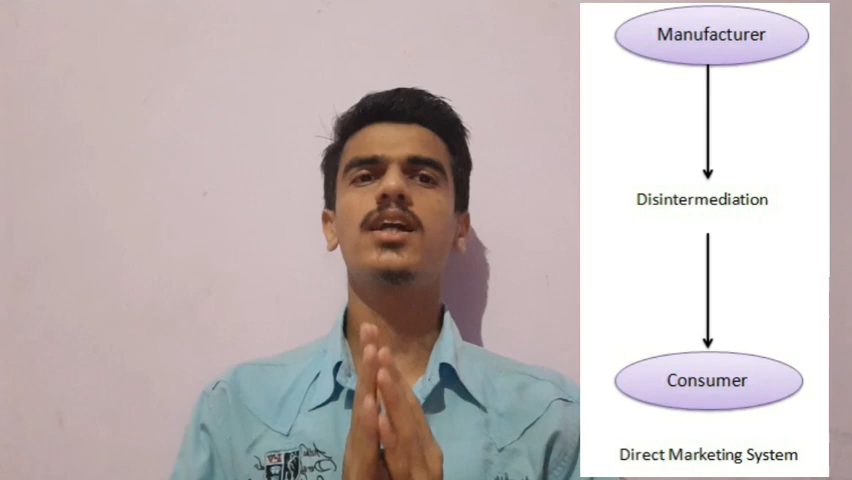 Manufacturer
Disintermediation
Consumer
Direct Marketing System